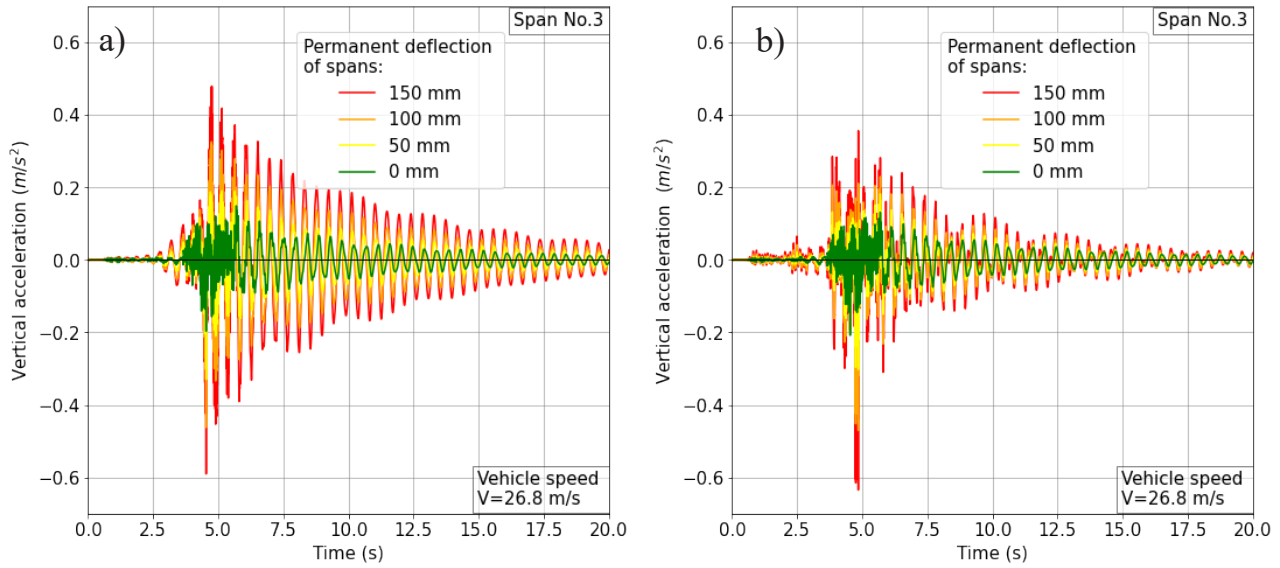 a)
Span No.3
Permanent deflection
of spans:
150 mm
100 mm
50 mm
0 mm
Vehicle speed
V=26.8 m/s
Vertical acceleration (m/s²)
0.6
0.4
0.2
0.0
−0.2
−0.4
−0.6
0.0 2.5 5.0 7.5 10.0 12.5 15.0 17.5 20.0
Time (s)
b)
Span No.3
Permanent deflection
of spans:
150 mm
100 mm
50 mm
0 mm
Vehicle speed
V=26.8 m/s
Vertical acceleration (m/s²)
0.6
0.4
0.2
0.0
−0.2
−0.4
−0.6
0.0 2.5 5.0 7.5 10.0 12.5 15.0 17.5 20.0
Time (s)